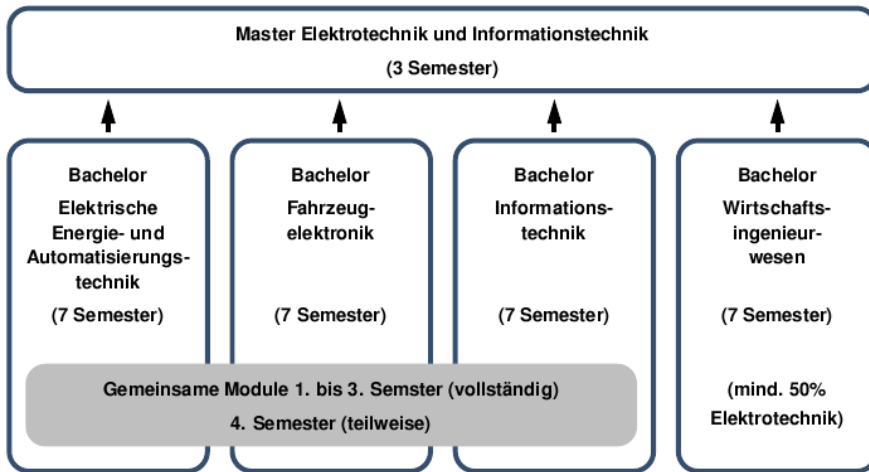 Master Elektrotechnik und Informationstechnik
(3 Semester)
Bachelor
Elektrische
Energie- und
Automatisierungs-
technik
(7 Semester)
Bachelor
Fahrzeug-
elektronik
(7 Semester)
Bachelor
Informations-
technik
(7 Semester)
Bachelor
Wirtschafts-
ingenieur-
wesen
(7 Semester)
(mind. 50%
Elektrotechnik)
Gemeinsame Module 1. bis 3. Semster (vollständig)
4. Semester (teilweise)